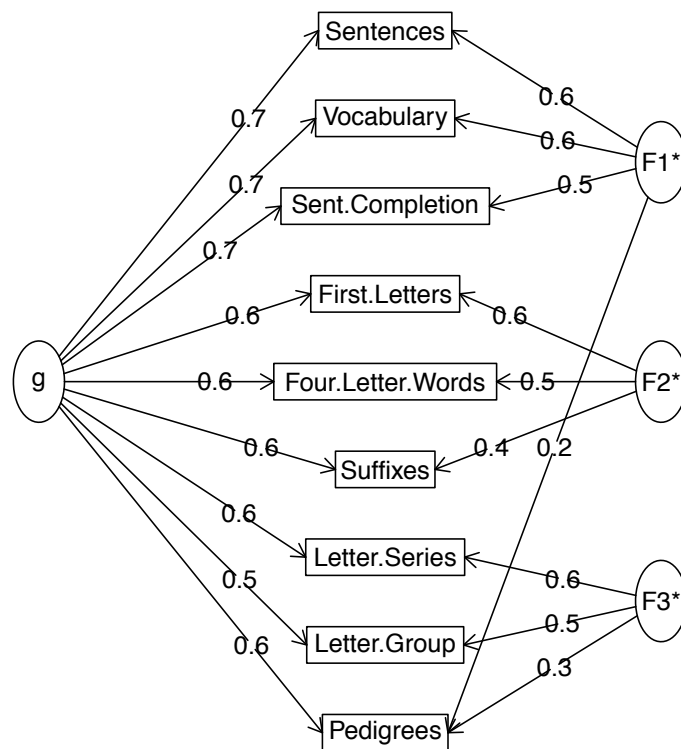 Sentences
0.6
0.7
Vocabulary
0.6
F1*
0.7
Sent.Completion
0.5
0.7
First.Letters
0.6
0.6
g
0.6
Four.Letter.Words
0.5
F2*
0.6
Suffixes
0.4
0.2
0.6
Letter.Series
0.6
F3*
0.5
Letter.Group
0.5
0.6
0.3
Pedigrees